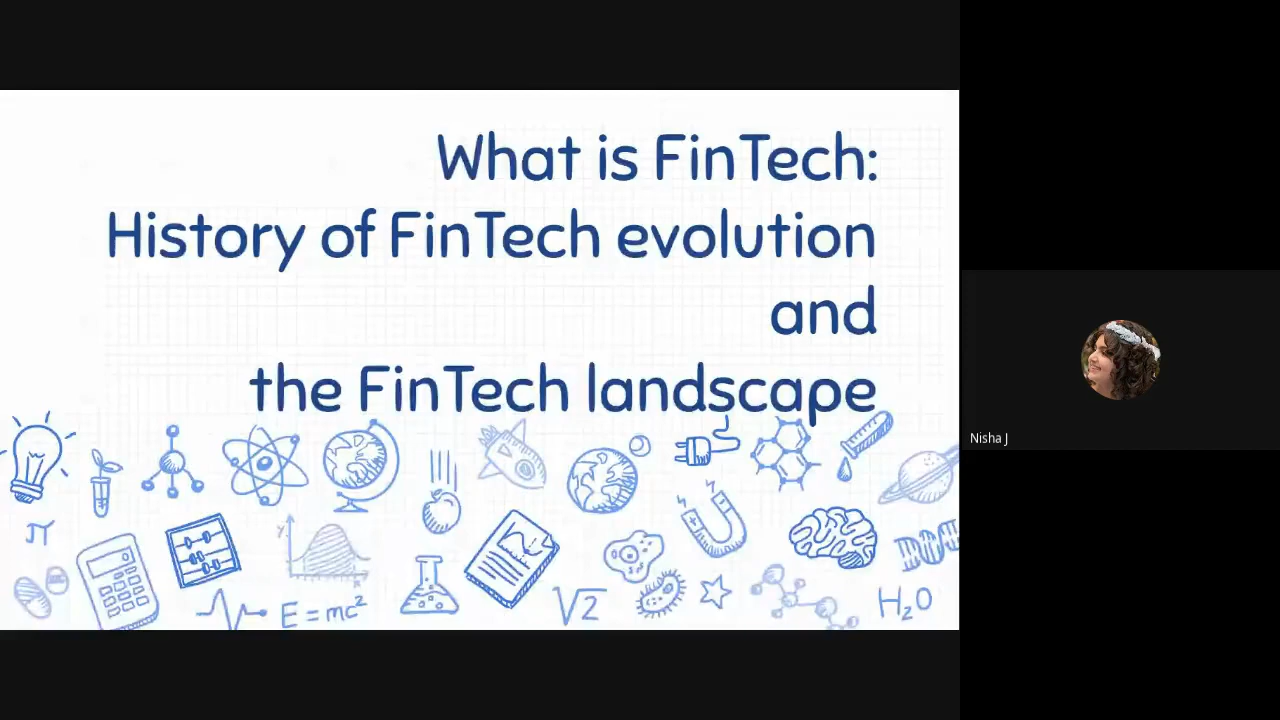 What is FinTech:
History of FinTech evolution
and
the FinTech landscape
Nisha J
π
y
x
E=mc²
√2
H₂O